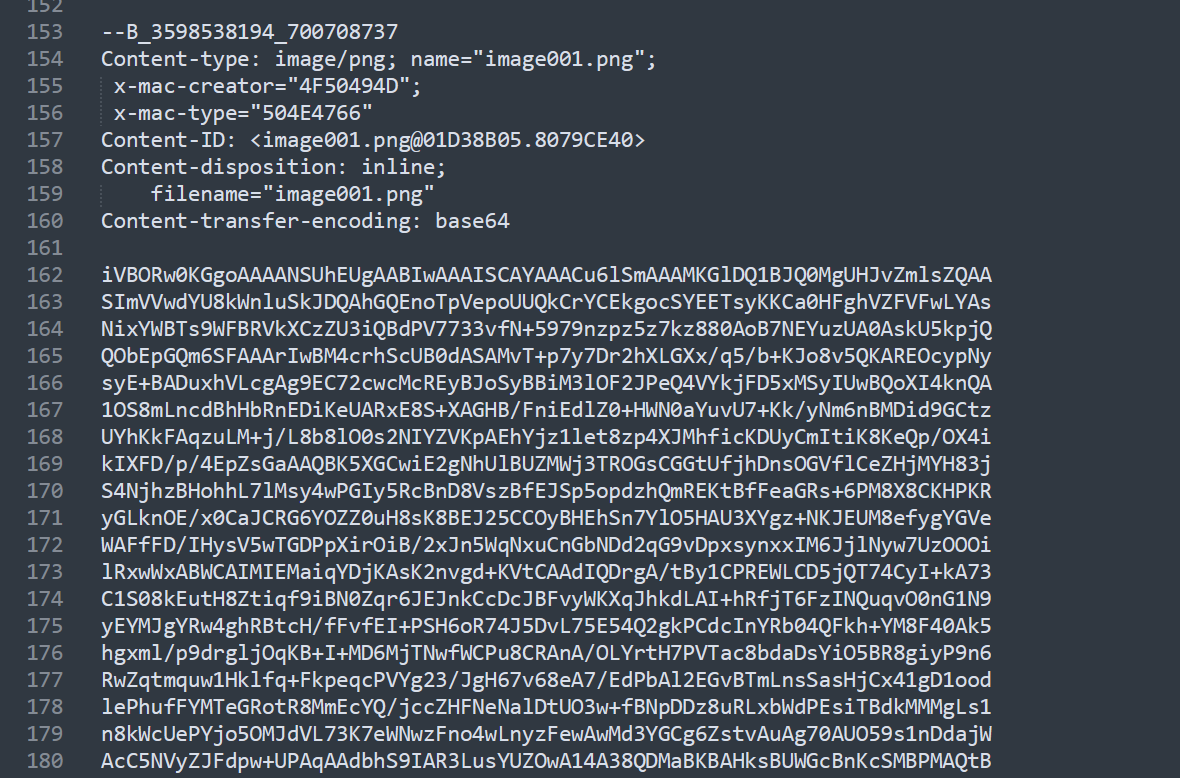 152
153 --B_3598538194_700708737
154 Content-type: image/png; name="image001.png";
155  x-mac-creator="4F50494D";
156  x-mac-type="504E4766"
157 Content-ID: <image001.png@01D38B05.8079CE40>
158 Content-disposition: inline;
159     filename="image001.png"
160 Content-transfer-encoding: base64
161
162 iVBORw0KGgoAAAANSUhEUgAABIwAAAISCAYAAACu6lSmAAAMKGlDQ1BJQ0MgUHJvZmlsZQAA
163 SImVVwdYU8kWnluSkJDQAhGQEnoTpVepoUUQkCrYCEkgocSYEETsyKKCa0HFghVZFVFwLYAs
164 NixYWBTs9WFBRVkXCzZU3iQBdPV7733vfN+5979nzpz5z7kz880AoB7NEYuzUA0AskU5kpjQ
165 QObEpGQm6SFAAArIwBM4crhScUB0dASAMvT+p7y7Dr2hXLGXx/q5/b+KJo8v5QKAREOcypNy
166 syE+BADuxhVLcgAg9EC72cwcMcREyBJoSyBBiM3lOF2JPeQ4VYkjFD5xMSyIUwBQoXI4knQA
167 1OS8mLncdBhHbRnEDiKeUARxE8S+XAGHB/FniEdlZ0+HWN0aYuvU7+Kk/yNm6nBMDid9GCtz
168 UYhKkFAqzuLM+j/L8b8lO0s2NIYZVKpAEhYjz1let8zp4XJMhficKDUyCmItiK8KeQp/OX4i
169 kIXFD/p/4EpZsGaAAQBK5XGCwiE2gNhUlBUZMWj3TROGsCGGtUfjhDnsOGVflCeZHjMYH83j
170 S4NjhzBHohhL7lMsy4wPGIy5RcBnD8VszBfEJSp5opdzhQmREKtBfFeaGRs+6PM8X8CKHPKR
171 yGLknOE/x0CaJCRG6YOZZ0uH8sK8BEJ25CCOyBHEhSn7YlO5HAU3XYgz+NKJEUM8efygYGVe
172 WAFfFD/IHysV5wTGDPpXirOiB/2xJn5WqNxuCnGbNDd2qG9vDpxsynxxIM6JjlNyw7UzOOOi
173 lRxwWxABWCAIMIEMaiqYDjKAsK2nvgd+KVtCAAdIQDrgA/tBy1CPREWLCD5jQT74CyI+kA73
174 C1S08kEutH8Ztiqf9iBN0Zqr6JEJnkCcDcJBFvyWKXqJhkdLAI+hRfjT6FzINQuqvO0nG1N9
175 yEYMJgYRw4ghRBtcH/fFvfEI+PSH6oR74J5DvL75E54Q2gkPCdcInYRb04QFkh+YM8F40Ak5
176 hgxml/p9drgljOqKB+I+MD6MjTNwfWCPu8CRAnA/OLYrtH7PVTac8bdaDsYiO5BR8giyP9n6
177 RwZqtmquw1Hklfq+FkpeqcPVYg23/JgH67v68eA7/EdPbAl2EGvBTmLnsSasHjCx41gD1ood
178 lePhufFYMTeGRotR8MmEcYQ/jccZHFNeNalDtUO3w+fBNpDDz8uRLxbWdPEsiTBdkMMMgLs1
179 n8kWcUePYjo5OMJdVL73K7eWNwzFno4wLnyzFewAwMd3YGCg6ZstvAuAg70AUO59s1nDdajW
180 AcC5NVyZJFdpw+UPAqAAdbhS9IAR3LusYUZOwA14A38QDMaBKBAHksBUWGcBnKcSMBPMAQtB